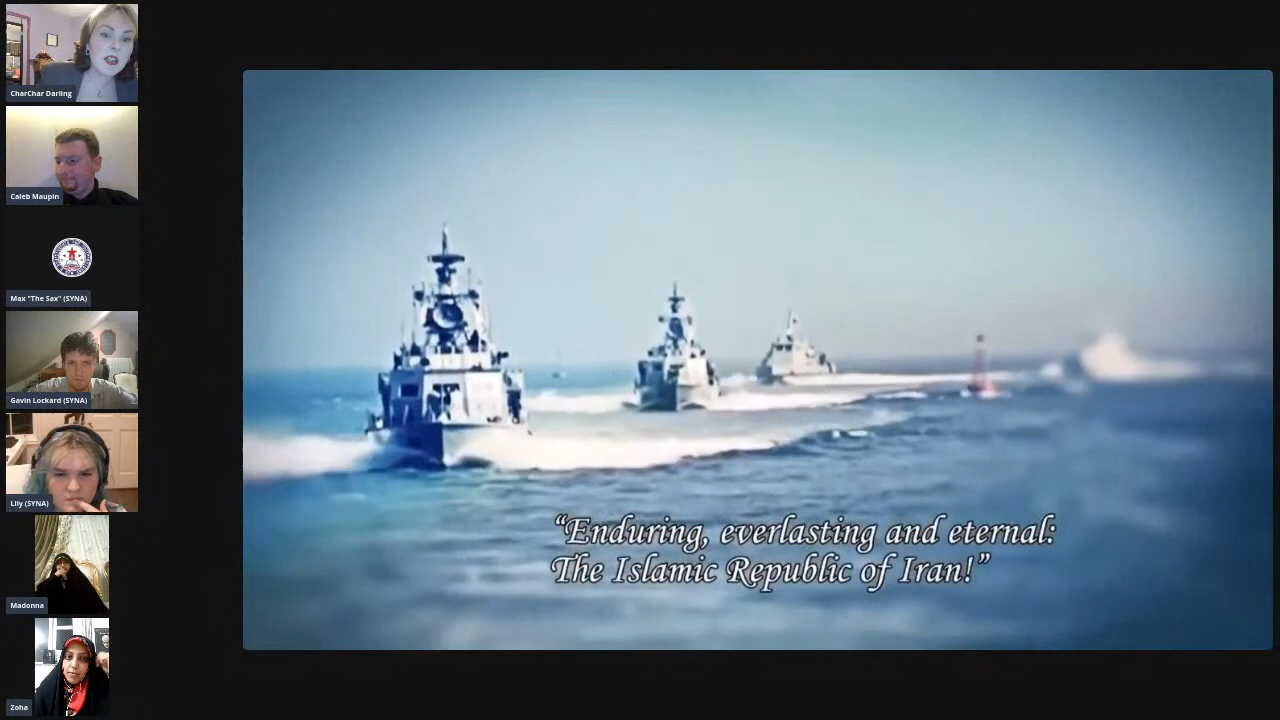 CharChar Darling
Caleb Maupin
Max "The Sax" (SYNA)
Gavin Lockard (SYNA)
Lily (SYNA)
Madonna
Zoha
“Enduring, everlasting and eternal:
The Islamic Republic of Iran!”